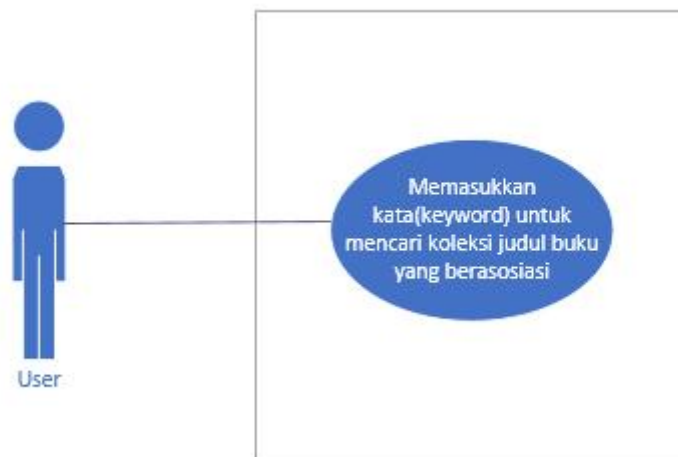 Memasukkan
kata(keyword) untuk
mencari koleksi judul buku
yang berasosiasi
User